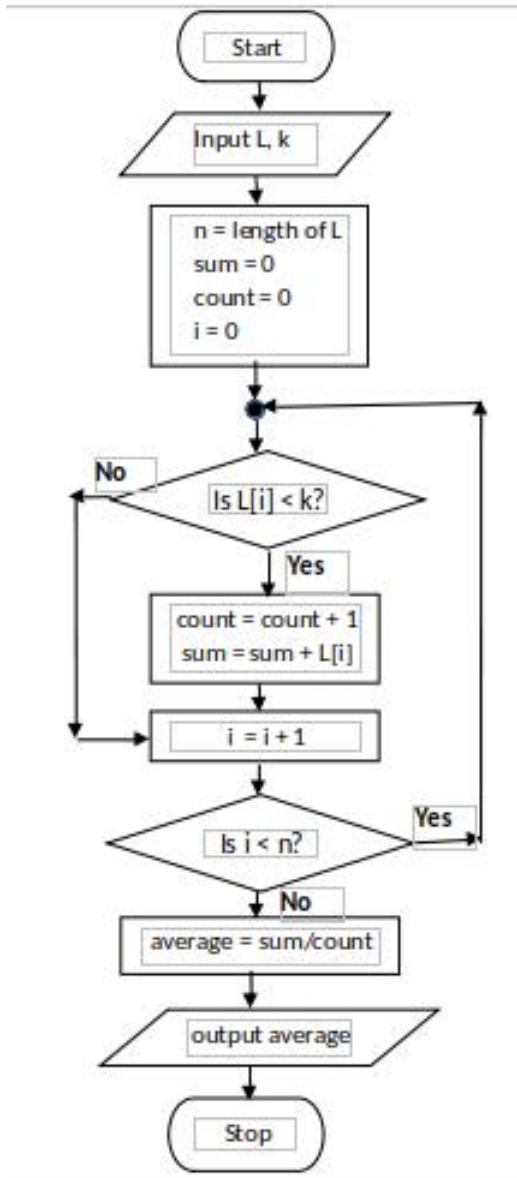 Start
Input L, k
n = length of L
sum = 0
count = 0
i = 0
No
Is L[i] < k?
Yes
count = count + 1
sum = sum + L[i]
i = i + 1
Is i < n?
Yes
No
average = sum/count
output average
Stop